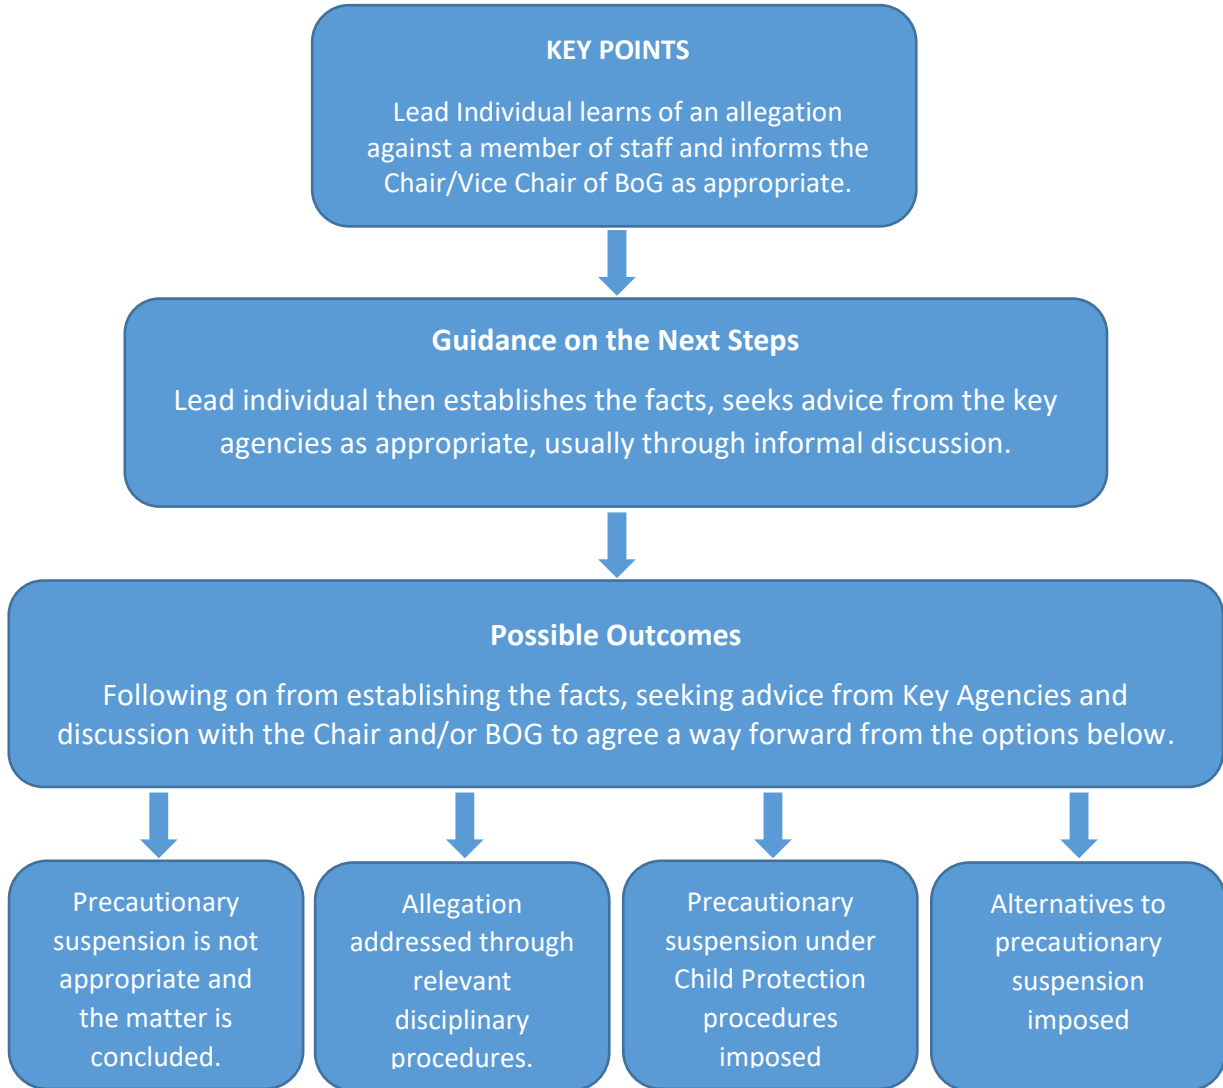 KEY POINTS
Lead Individual learns of an allegation
against a member of staff and informs the
Chair/Vice Chair of BoG as appropriate.
Guidance on the Next Steps
Lead individual then establishes the facts, seeks advice from the key
agencies as appropriate, usually through informal discussion.
Possible Outcomes
Following on from establishing the facts, seeking advice from Key Agencies and
discussion with the Chair and/or BOG to agree a way forward from the options below.
Precautionary
suspension is not
appropriate and
the matter is
concluded.
Allegation
addressed through
relevant
disciplinary
procedures.
Precautionary
suspension under
Child Protection
procedures
imposed
Alternatives to
precautionary
suspension
imposed